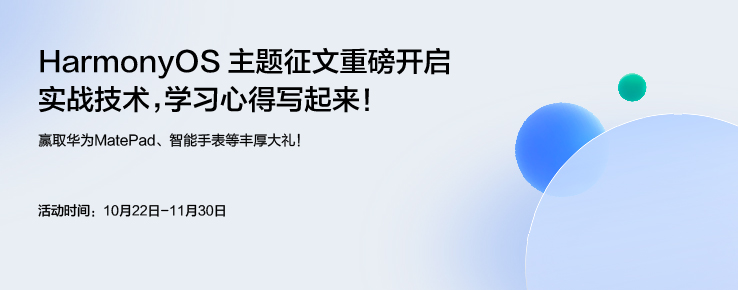 HarmonyOS 主题征文重磅开启
实战技术，学习心得写起来！
赢取华为MatePad、智能手表等丰厚大礼！
活动时间：10月22日-11月30日